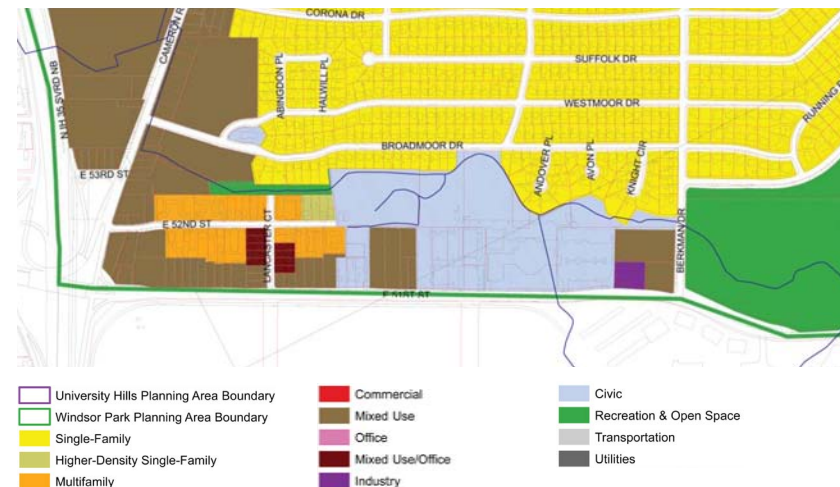 CORONA DR
CAMERON R
N IH 35 SVRD NB
ABINGDON PL
HALWILL PL
SUFFOLK DR
WESTMOOR DR
RUNNING
BROADMOOR DR
ANDOVER PL
AVON PL
KNIGHT CIR
E 53RD ST
E 52ND ST
LANCASTER CT
BERKMAN DR
E 51ST ST
University Hills Planning Area Boundary
Windsor Park Planning Area Boundary
Single-Family
Higher-Density Single-Family
Multifamily
Commercial
Mixed Use
Office
Mixed Use/Office
Industry
Civic
Recreation & Open Space
Transportation
Utilities